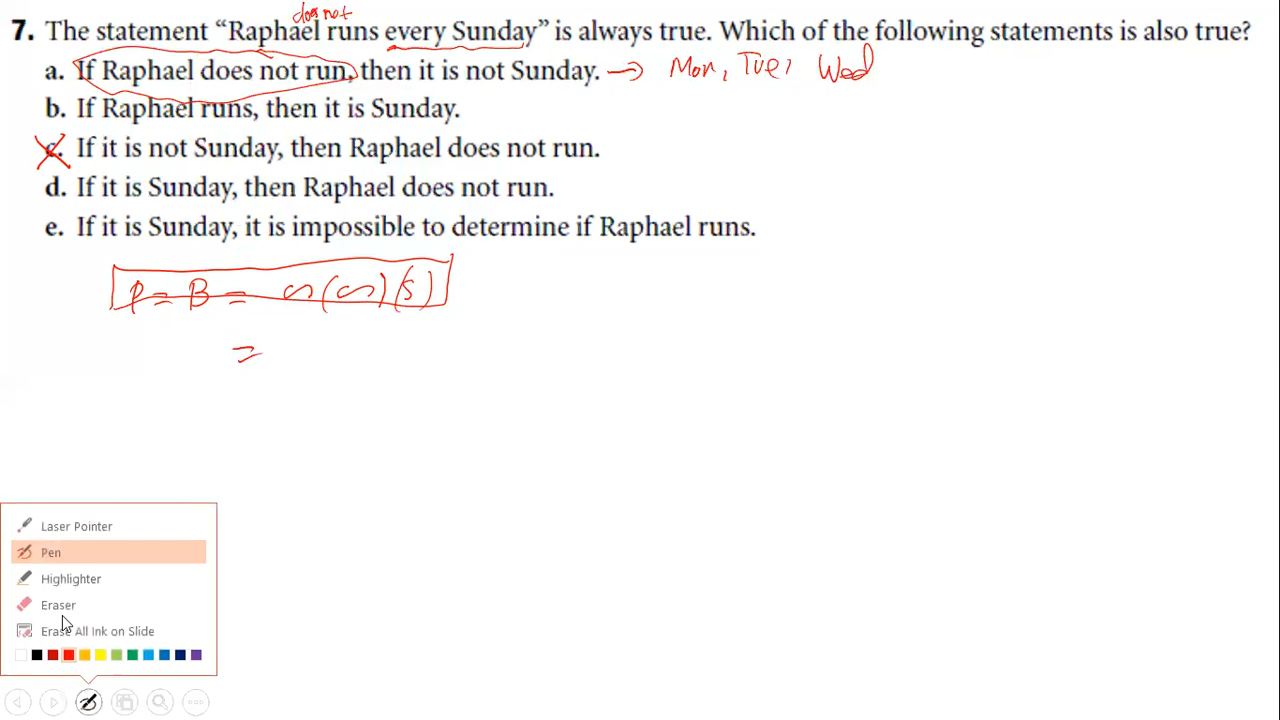 does not
7. The statement “Raphael runs every Sunday” is always true. Which of the following statements is also true?
a. If Raphael does not run, then it is not Sunday. → Mon, Tue, Wed
b. If Raphael runs, then it is Sunday.
c. If it is not Sunday, then Raphael does not run.
d. If it is Sunday, then Raphael does not run.
e. If it is Sunday, it is impossible to determine if Raphael runs.
P = B =
=
Laser Pointer
Pen
Highlighter
Eraser
Erase All Ink on Slide